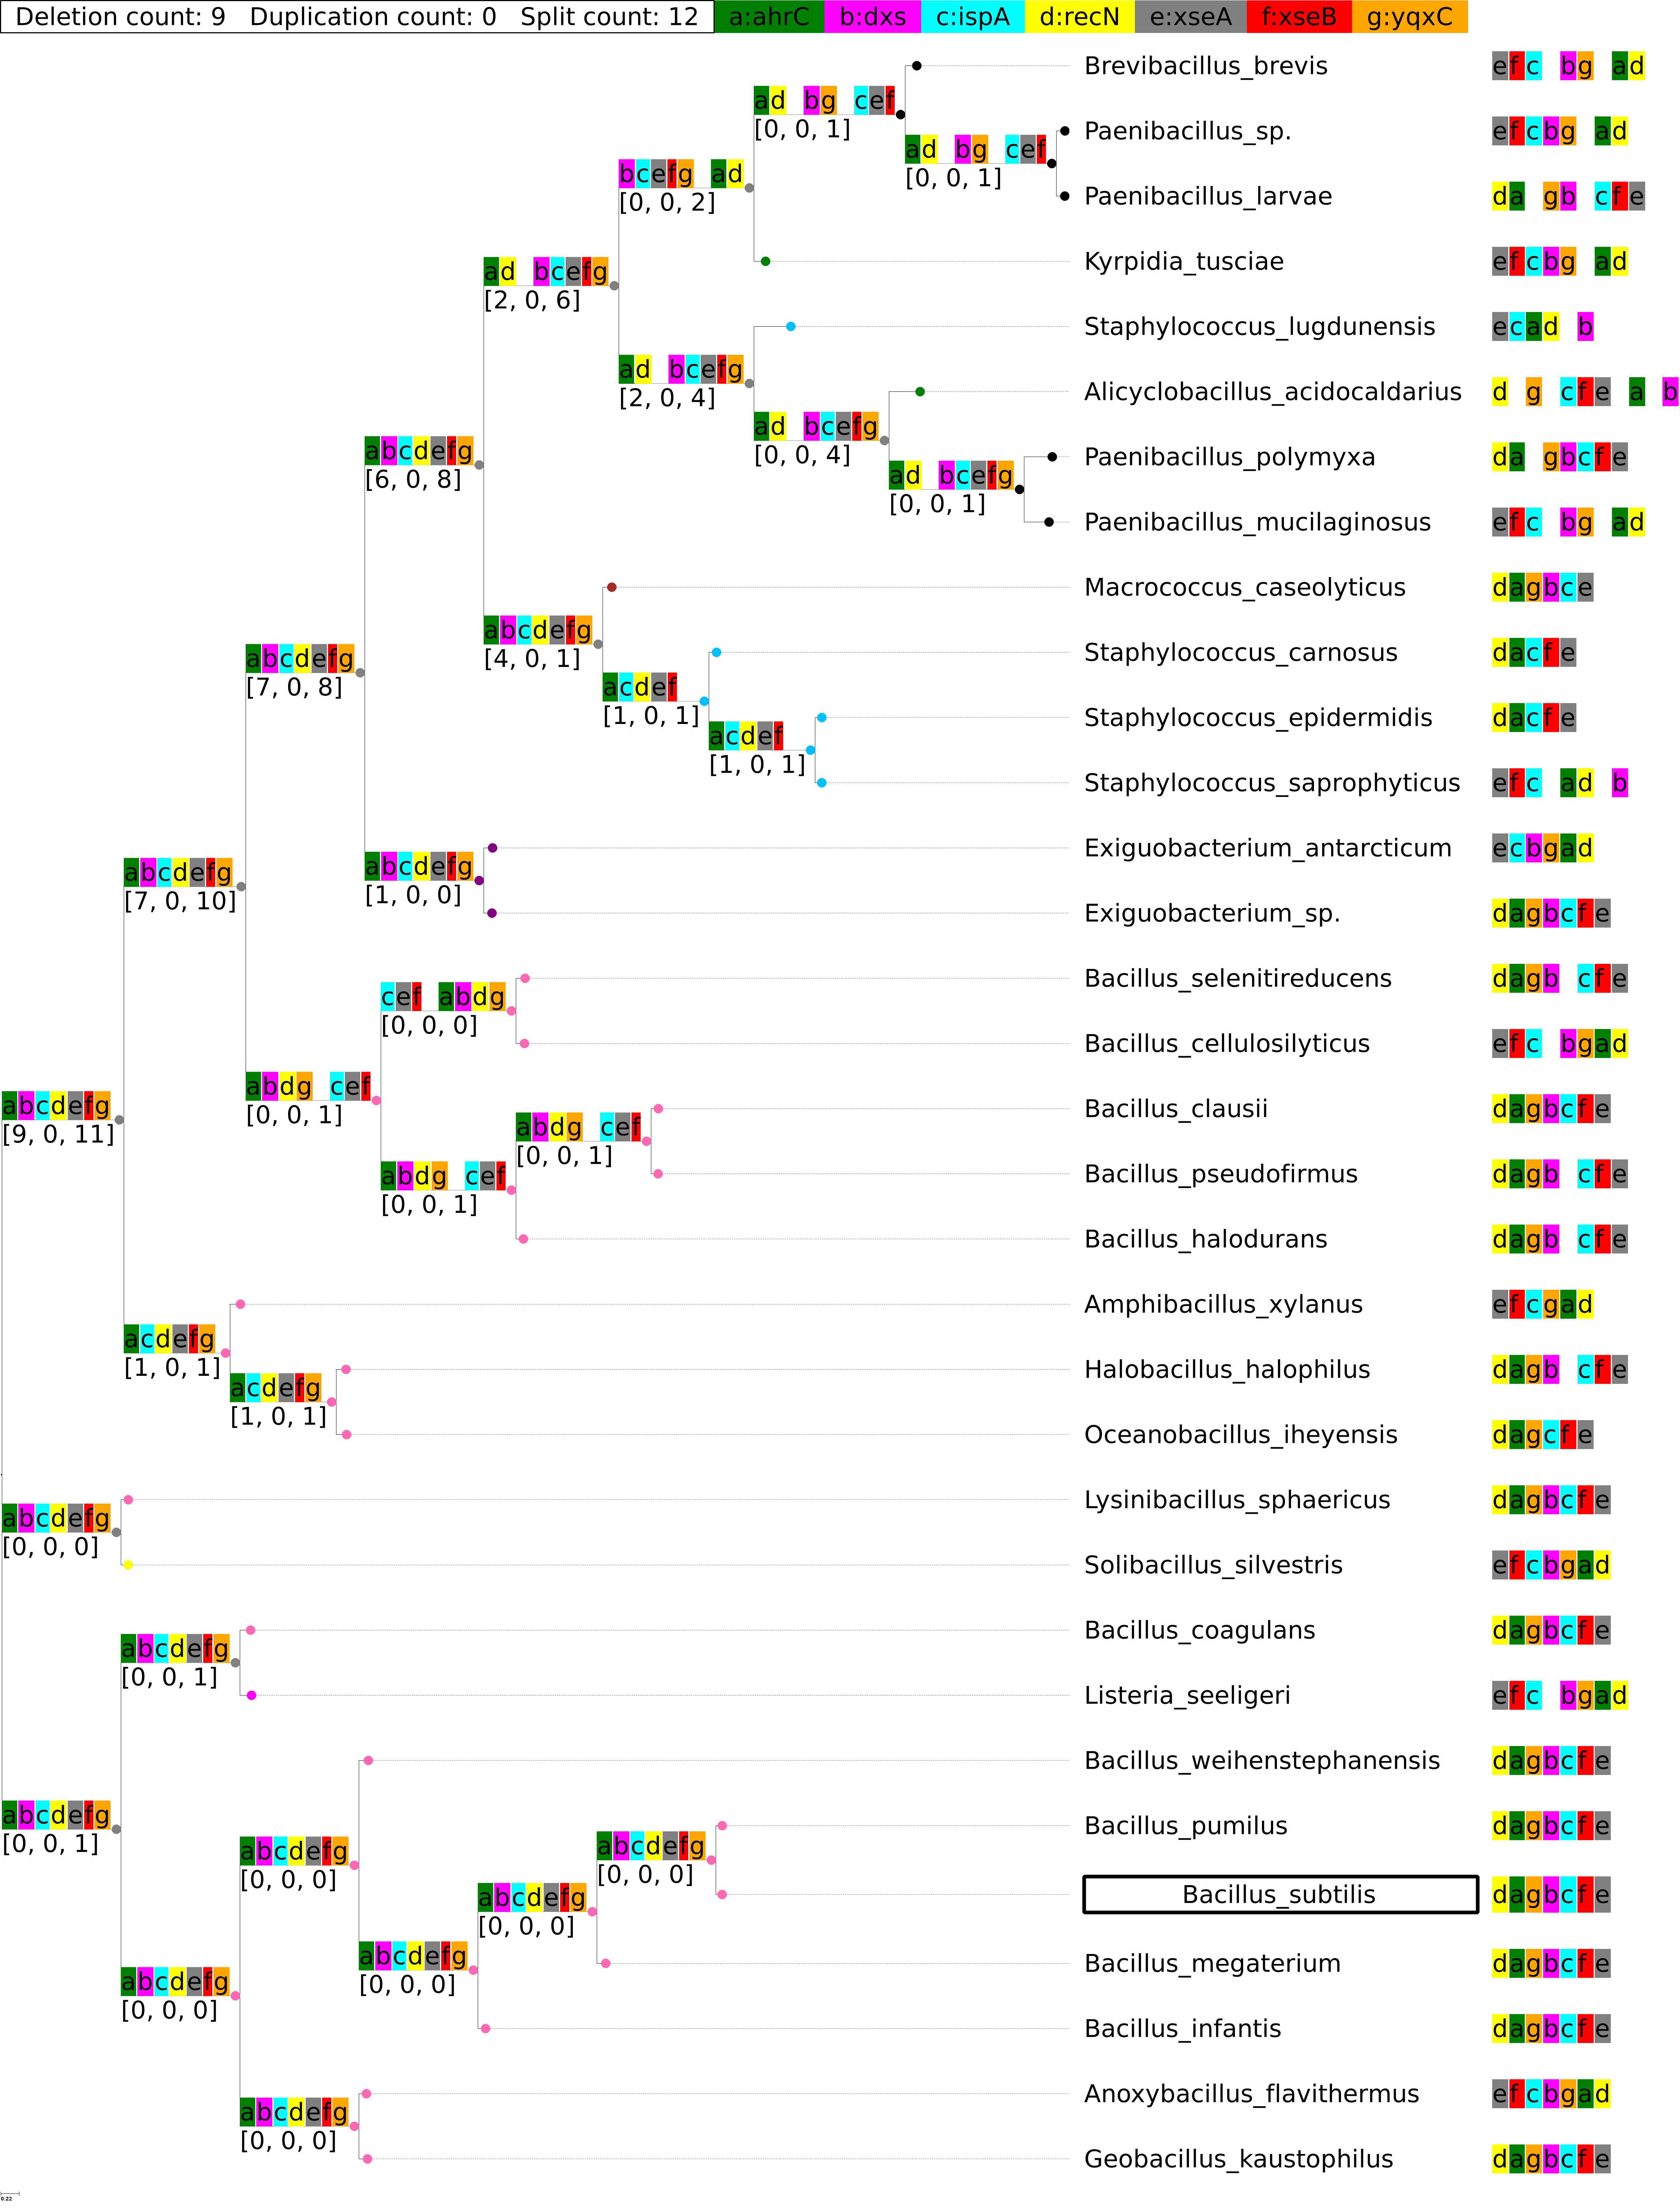 Deletion count: 9 Duplication count: 0 Split count: 12 a:ahrC b:dxs c:ispA d:recN e:xseA f:xseB g:yqxC
Brevibacillus_brevis efc bg ad
ad bg cef
[0, 0, 1]
Paenibacillus_sp. efcbg ad
ad bg cef
[0, 0, 1]
bcefg ad
[0, 0, 2]
Paenibacillus_larvae da gb cfe
Kyrpidia_tusciae efcbg ad
ad bcefg
[2, 0, 6]
Staphylococcus_lugdunensis ecad b
ad bcefg
[2, 0, 4]
Alicyclobacillus_acidocaldarius d g cfe a b
ad bcefg
[0, 0, 4]
abcdefg
[6, 0, 8]
Paenibacillus_polymyxa da gbcfe
ad bcefg
[0, 0, 1]
Paenibacillus_mucilaginosus efc bg ad
Macrococcus_caseolyticus dagbce
abcdefg
[4, 0, 1]
Staphylococcus_carnosus dacfe
abcdefg
[7, 0, 8]
acdef
[1, 0, 1]
Staphylococcus_epidermidis dacfe
acdef
[1, 0, 1]
Staphylococcus_saprophyticus efc ad b
Exiguobacterium_antarcticum ecbgad
abcdefg
[7, 0, 10]
abcdefg
[1, 0, 0]
Exiguobacterium_sp. dagbcfe
Bacillus_selenitireducens dagb cfe
cef abdg
[0, 0, 0]
Bacillus_cellulosilyticus efc bgad
abdg cef
[0, 0, 1]
abcdefg
[9, 0, 11]
Bacillus_clausii dagbcfe
abdg cef
[0, 0, 1]
Bacillus_pseudofirmus dagb cfe
abdg cef
[0, 0, 1]
Bacillus_halodurans dagb cfe
Amphibacillus_xylanus efcgad
acdefg
[1, 0, 1]
Halobacillus_halophilus dagb cfe
acdefg
[1, 0, 1]
Oceanobacillus_iheyensis dagcfe
Lysinibacillus_sphaericus dagbcfe
abcdefg
[0, 0, 0]
Solibacillus_silvestris efcbgad
Bacillus_coagulans dagbcfe
abcdefg
[0, 0, 1]
Listeria_seeligeri efc bgad
Bacillus_weihenstephanensis dagbcfe
abcdefg
[0, 0, 1]
Bacillus_pumilus dagbcfe
abcdefg
[0, 0, 0]
abcdefg
[0, 0, 0]
Bacillus_subtilis dagbcfe
abcdefg
[0, 0, 0]
abcdefg
[0, 0, 0]
Bacillus_megaterium dagbcfe
abcdefg
[0, 0, 0]
Bacillus_infantis dagbcfe
Anoxybacillus_flavithermus efcbgad
abcdefg
[0, 0, 0]
Geobacillus_kaustophilus dagbcfe
0.22